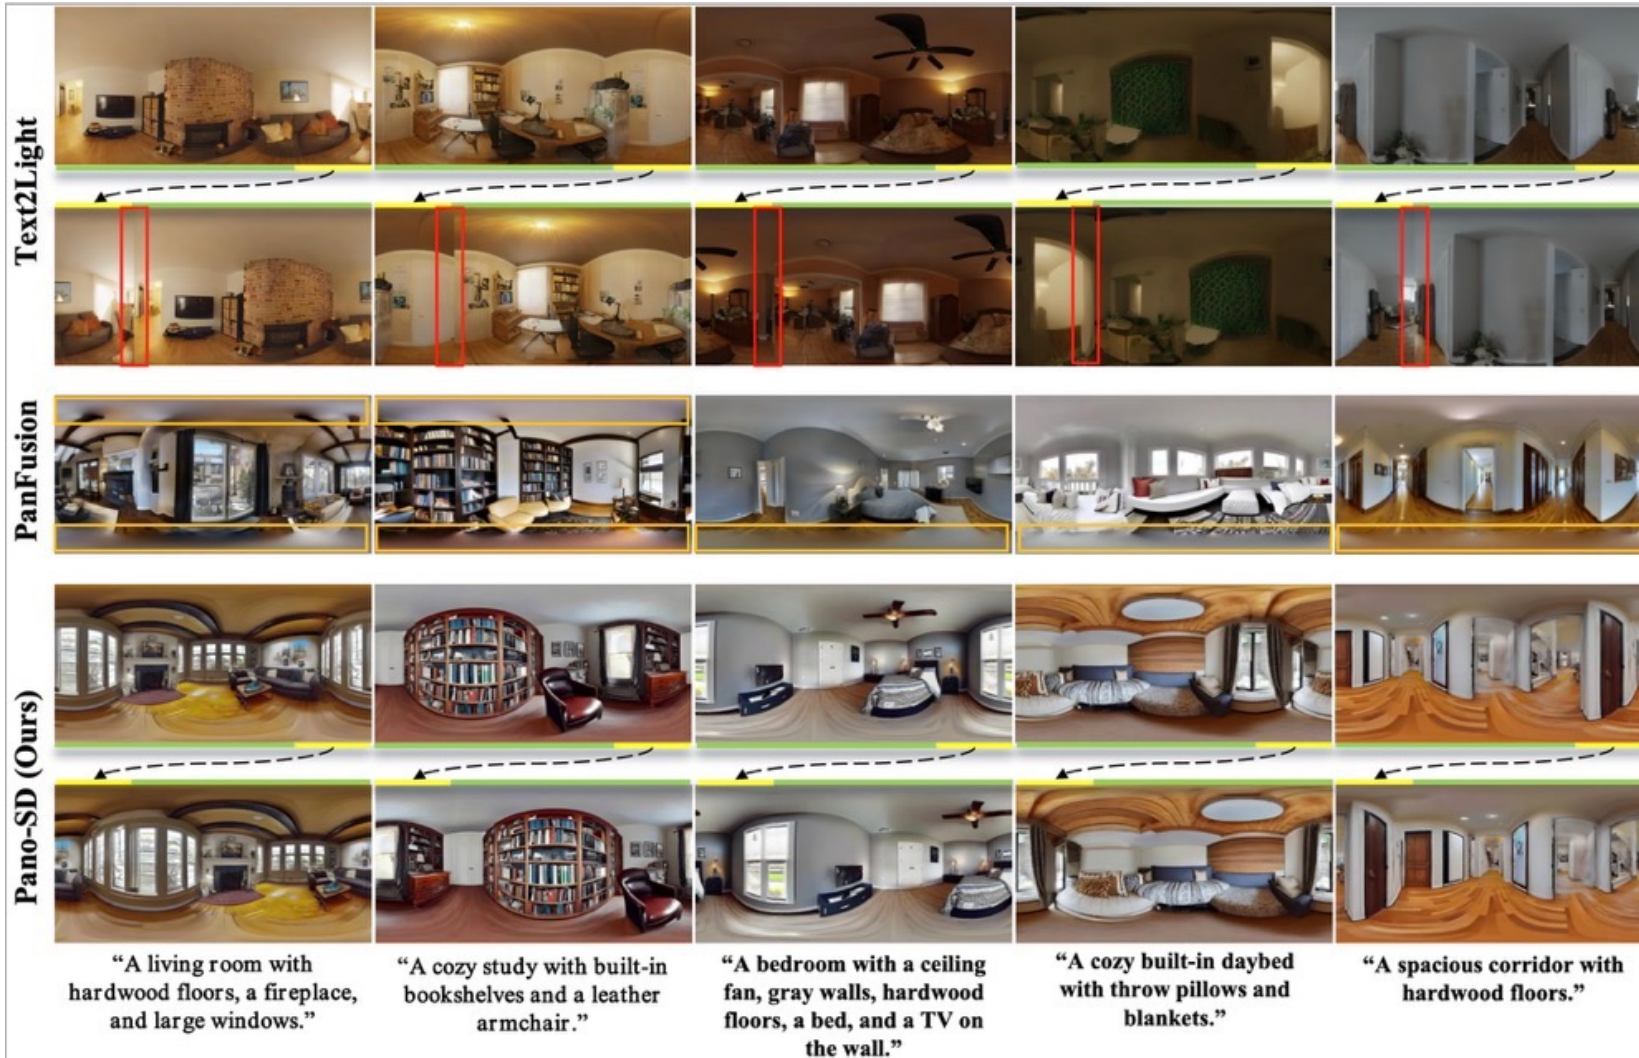 Text2Light
PanFusion
Pano-SD (Ours)
“A living room with
hardwood floors, a fireplace,
and large windows.”
“A cozy study with built-in
bookshelves and a leather
armchair.”
“A bedroom with a ceiling
fan, gray walls, hardwood
floors, a bed, and a TV on
the wall.”
“A cozy built-in daybed
with throw pillows and
blankets.”
“A spacious corridor with
hardwood floors.”